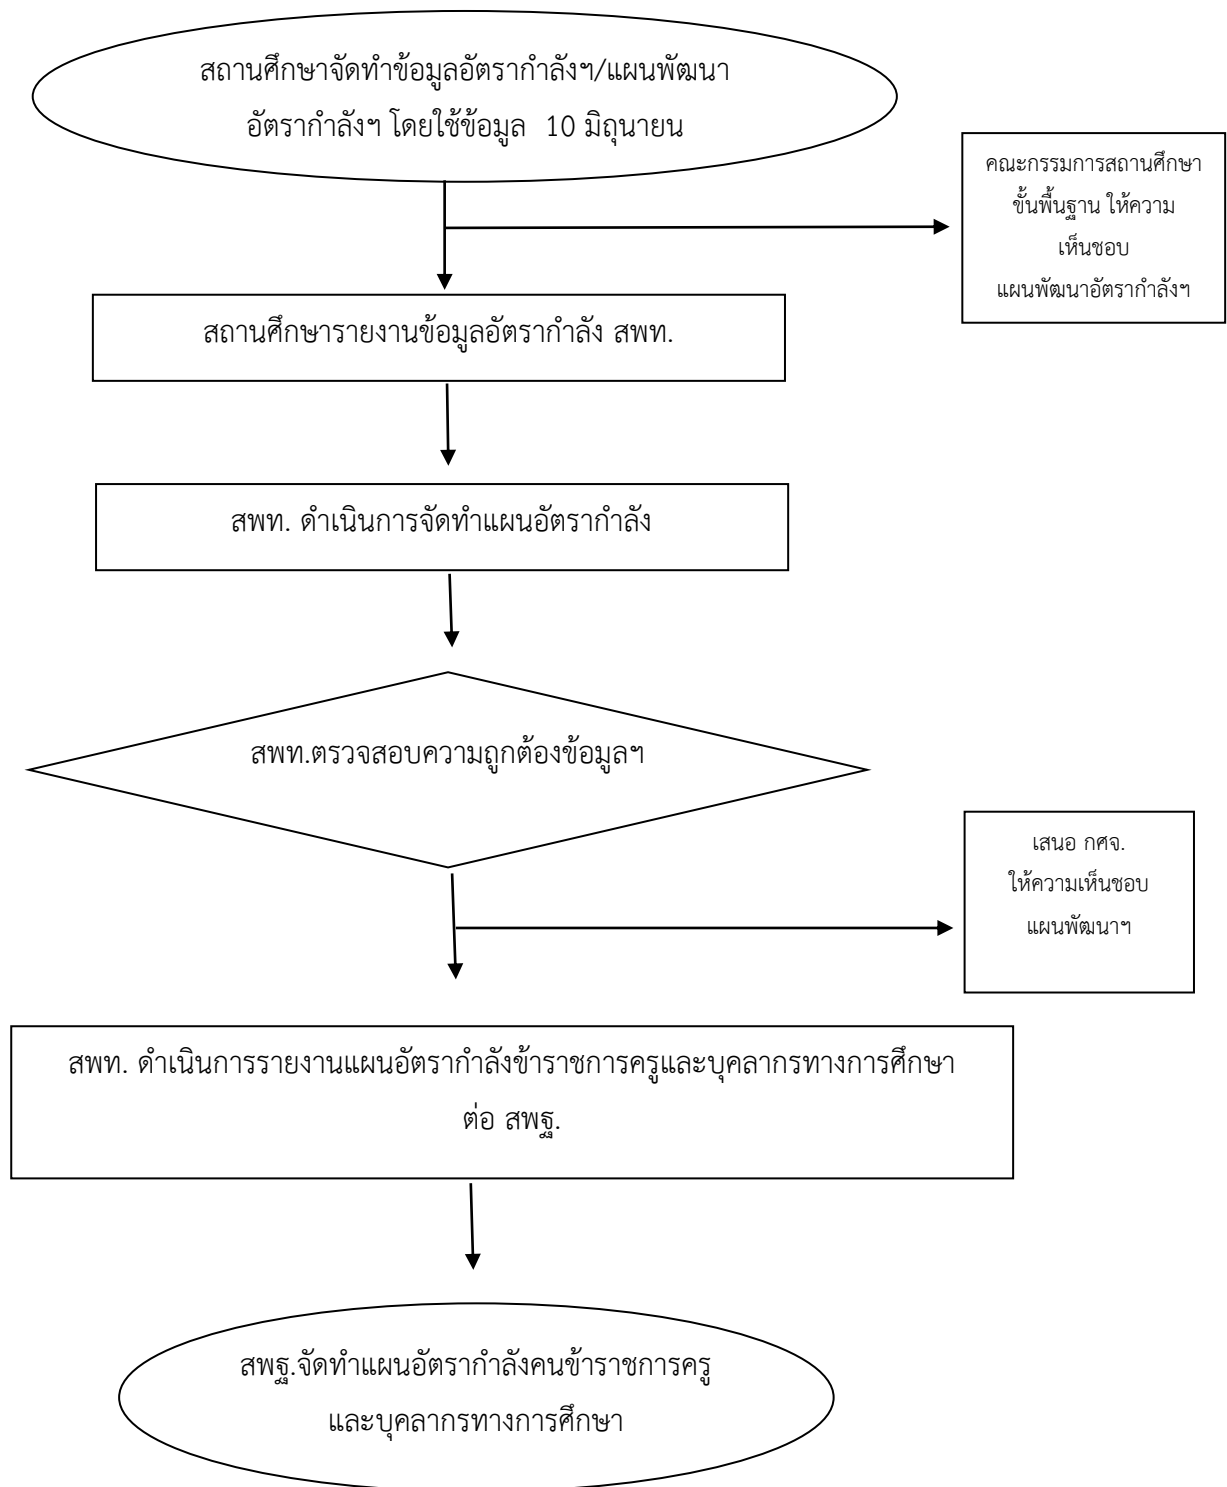 สถานศึกษาจัดทำข้อมูลอัตรากำลังฯ/แผนพัฒนา
อัตรากำลังฯ โดยใช้ข้อมูล 10 มิถุนายน
คณะกรรมการสถานศึกษา
ขั้นพื้นฐาน ให้ความ
เห็นชอบ
แผนพัฒนาอัตรากำลังฯ
สถานศึกษารายงานข้อมูลอัตรากำลัง สพท.
สพท. ดำเนินการจัดทำแผนอัตรากำลัง
สพท.ตรวจสอบความถูกต้องข้อมูลฯ
เสนอ กศจ.
ให้ความเห็นชอบ
แผนพัฒนาฯ
สพท. ดำเนินการรายงานแผนอัตรากำลังข้าราชการครูและบุคลากรทางการศึกษา
ต่อ สพฐ.
สพฐ.จัดทำแผนอัตรากำลังคนข้าราชการครู
และบุคลากรทางการศึกษา